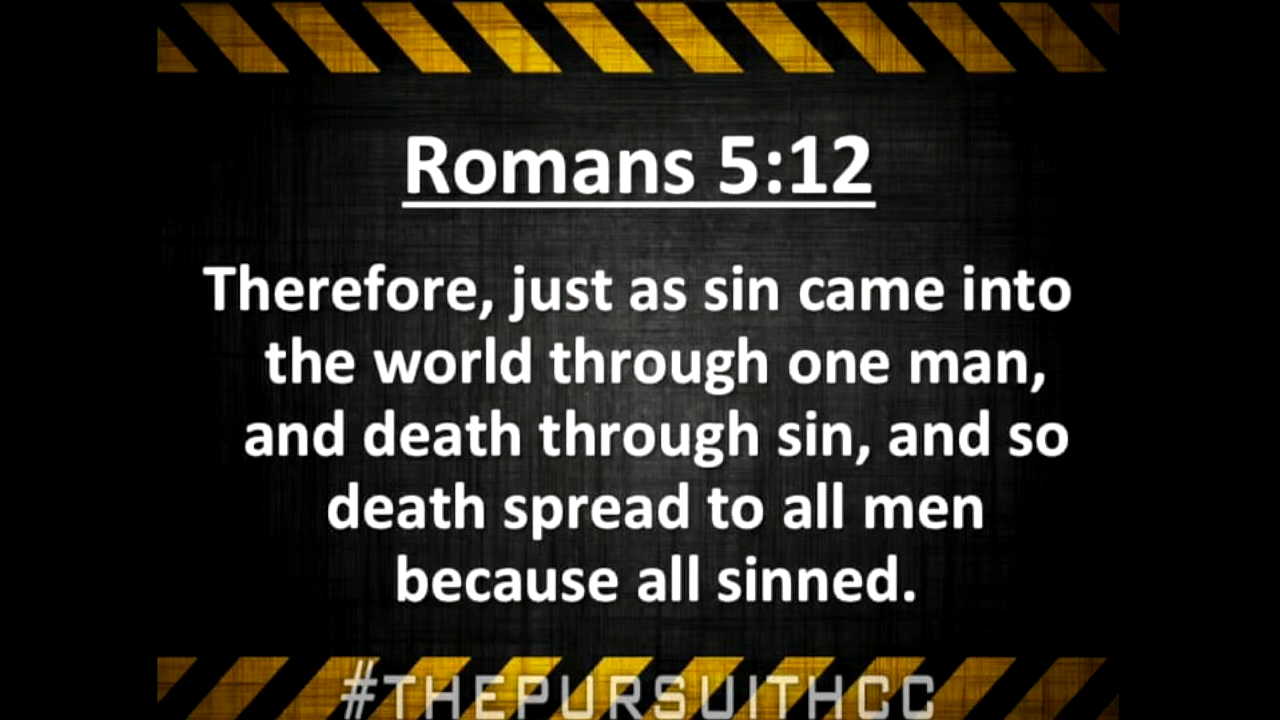 Romans 5:12
Therefore, just as sin came into
the world through one man,
and death through sin, and so
death spread to all men
because all sinned.
#THEPURSUITHCC